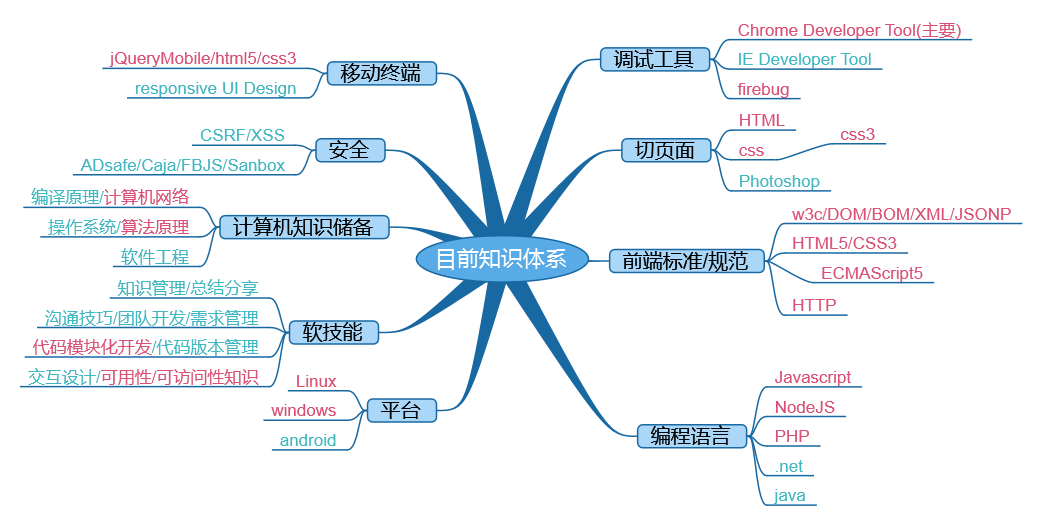 目前知识体系
移动终端
jQueryMobile/html5/css3
responsive UI Design
安全
CSRF/XSS
ADsafe/Caja/FBJS/Sanbox
计算机知识储备
编译原理/计算机网络
操作系统/算法原理
软件工程
软技能
知识管理/总结分享
沟通技巧/团队开发/需求管理
代码模块化开发/代码版本管理
交互设计/可用性/可访问性知识
平台
Linux
windows
android
调试工具
Chrome Developer Tool(主要)
IE Developer Tool
firebug
切页面
HTML
css
css3
Photoshop
前端标准/规范
w3c/DOM/BOM/XML/JSONP
HTML5/CSS3
ECMAScript5
HTTP
编程语言
Javascript
NodeJS
PHP
.net
java